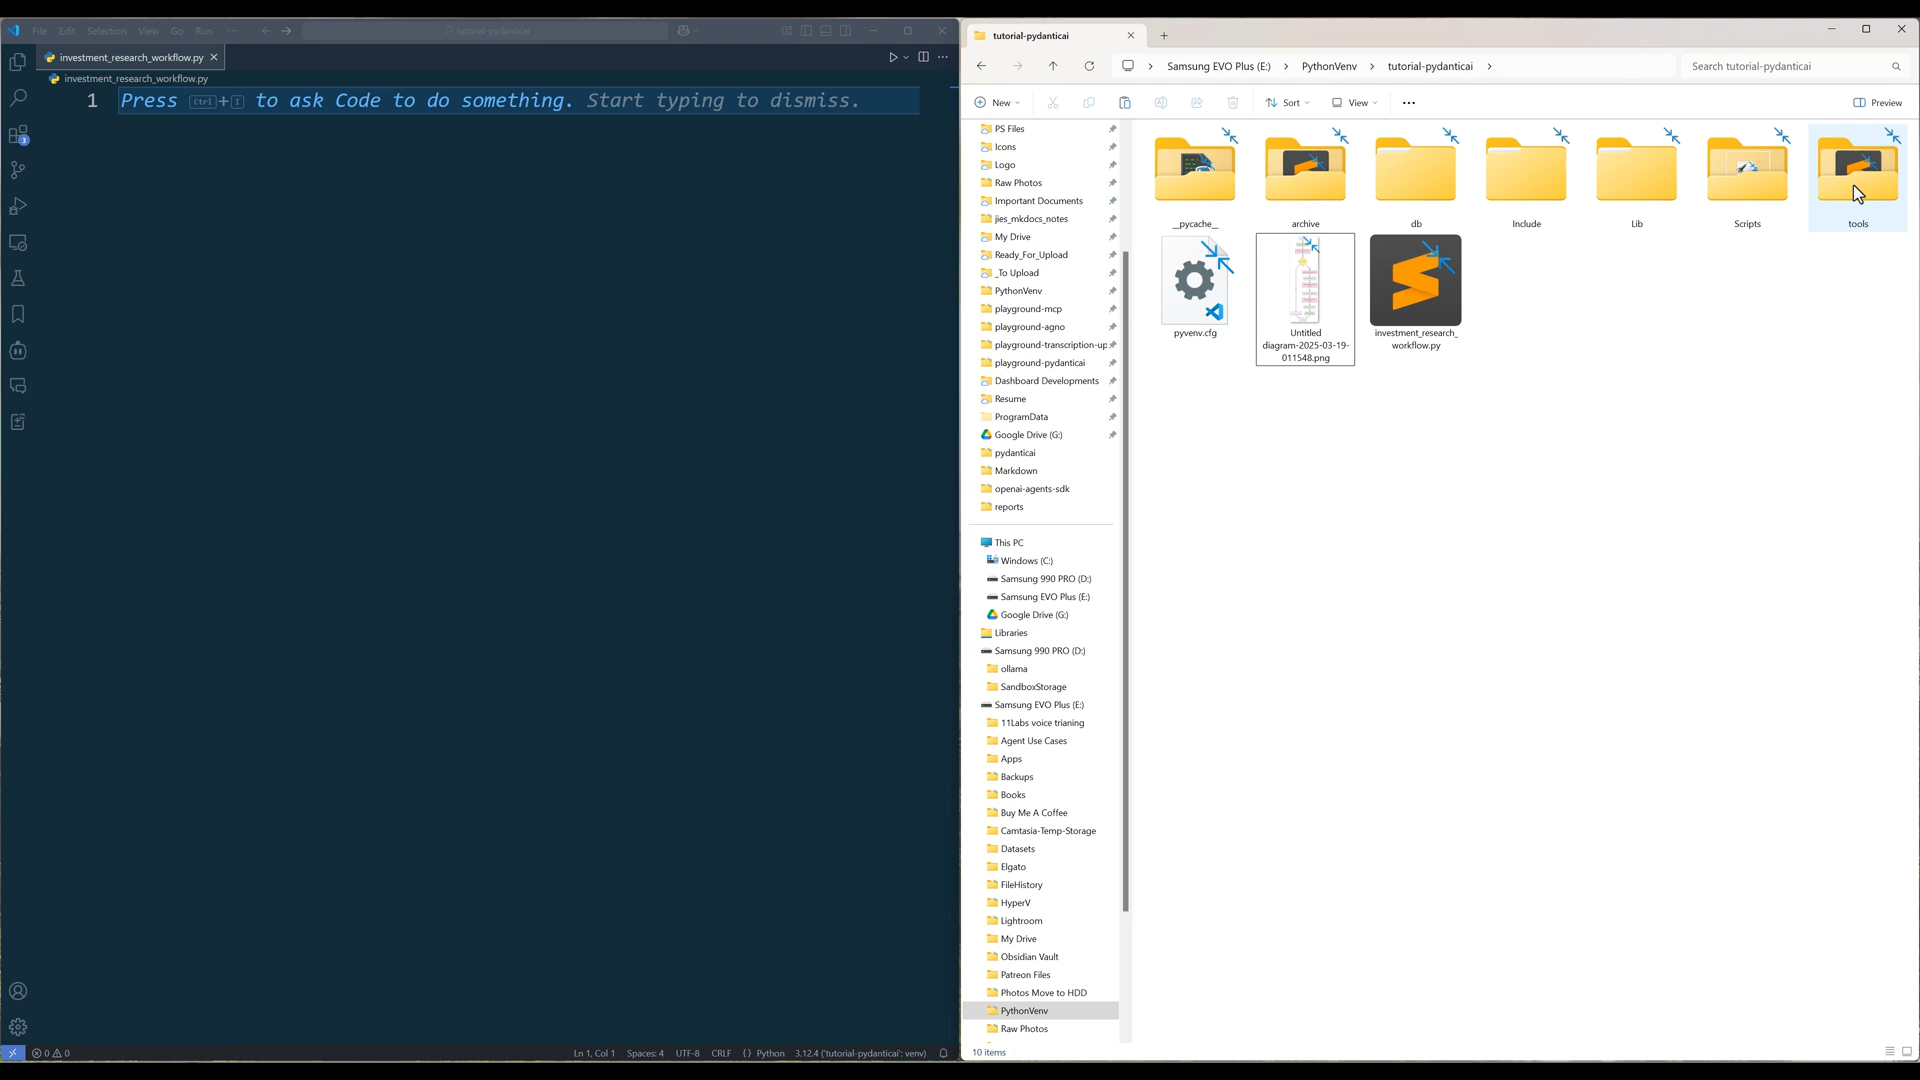 File Edit Selection View Go Run ···
tutorial-pydanticai
investment_research_workflow.py
investment_research_workflow.py
1 Press Ctrl+I to ask Code to do something. Start typing to dismiss.
3
0 0
Ln 1, Col 1 Spaces: 4 UTF-8 CRLF {} Python 3.12.4 ('tutorial-pydanticai': venv)
tutorial-pydanticai
Samsung EVO Plus (E:) PythonVenv tutorial-pydanticai
Search tutorial-pydanticai
New Sort View ··· Preview
PS Files
Icons
Logo
Raw Photos
Important Documents
jies_mkdocs_notes
My Drive
Ready_For_Upload
_To Upload
PythonVenv
playground-mcp
playground-agno
playground-transcription-up
playground-pydanticai
Dashboard Developments
Resume
ProgramData
Google Drive (G:)
pydanticai
Markdown
openai-agents-sdk
reports
This PC
Windows (C:)
Samsung 990 PRO (D:)
Samsung EVO Plus (E:)
Google Drive (G:)
Libraries
Samsung 990 PRO (D:)
ollama
SandboxStorage
Samsung EVO Plus (E:)
11Labs voice trianing
Agent Use Cases
Apps
Backups
Books
Buy Me A Coffee
Camtasia-Temp-Storage
Datasets
Elgato
FileHistory
HyperV
Lightroom
My Drive
Obsidian Vault
Patreon Files
Photos Move to HDD
PythonVenv
Raw Photos
__pycache__ archive db Include Lib Scripts tools
pyvenv.cfg
Untitled
diagram-2025-03-19-
011548.png
investment_research_
workflow.py
10 items